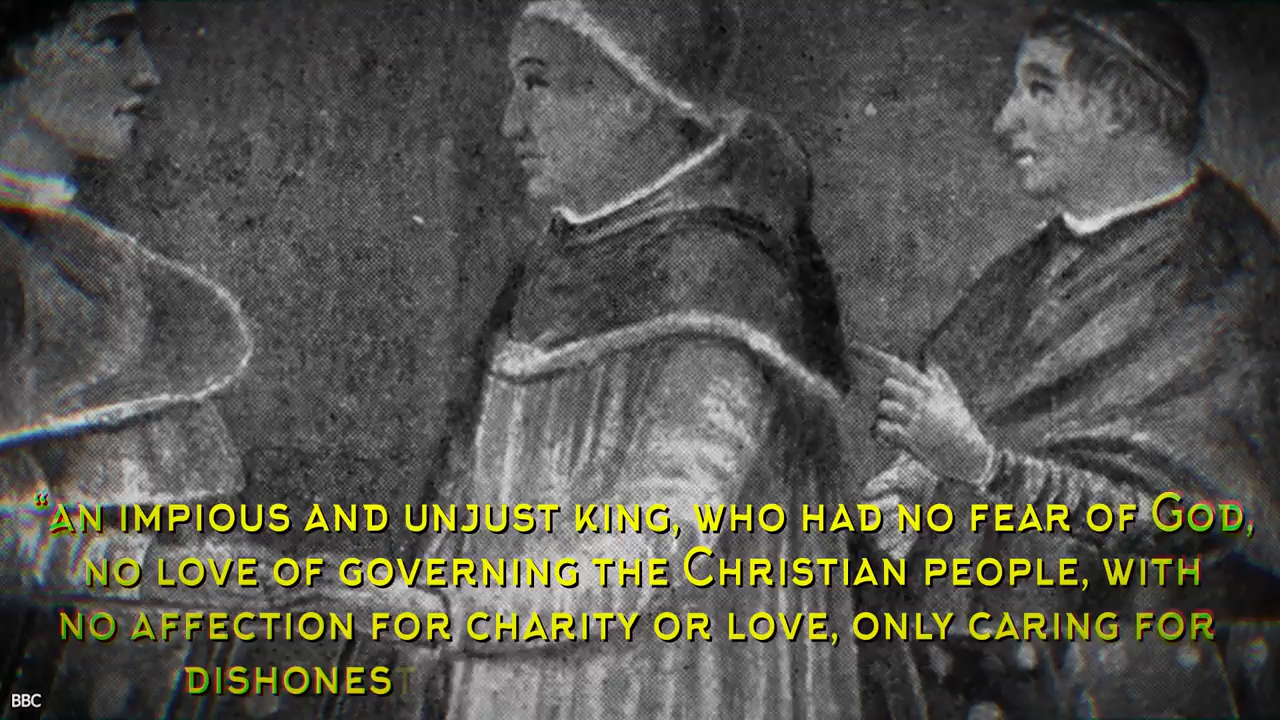 “AN IMPIOUS AND UNJUST KING, WHO HAD NO FEAR OF GOD,
NO LOVE OF GOVERNING THE CHRISTIAN PEOPLE, WITH
NO AFFECTION FOR CHARITY OR LOVE, ONLY CARING FOR
DISHONEST
BBC